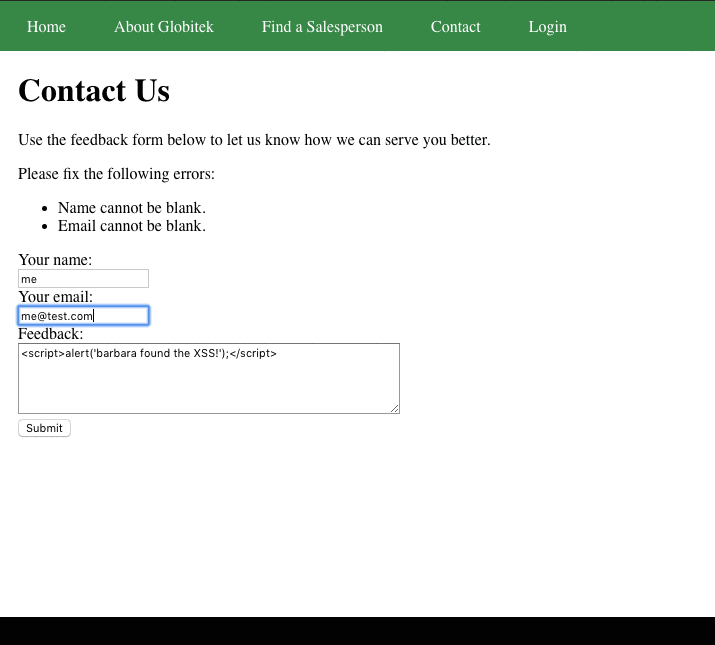 Home About Globitek Find a Salesperson Contact Login
Contact Us
Use the feedback form below to let us know how we can serve you better.
Please fix the following errors:
• Name cannot be blank.
• Email cannot be blank.
Your name:
me
Your email:
me@test.com
Feedback:
<script>alert('barbara found the XSS!');</script>
Submit